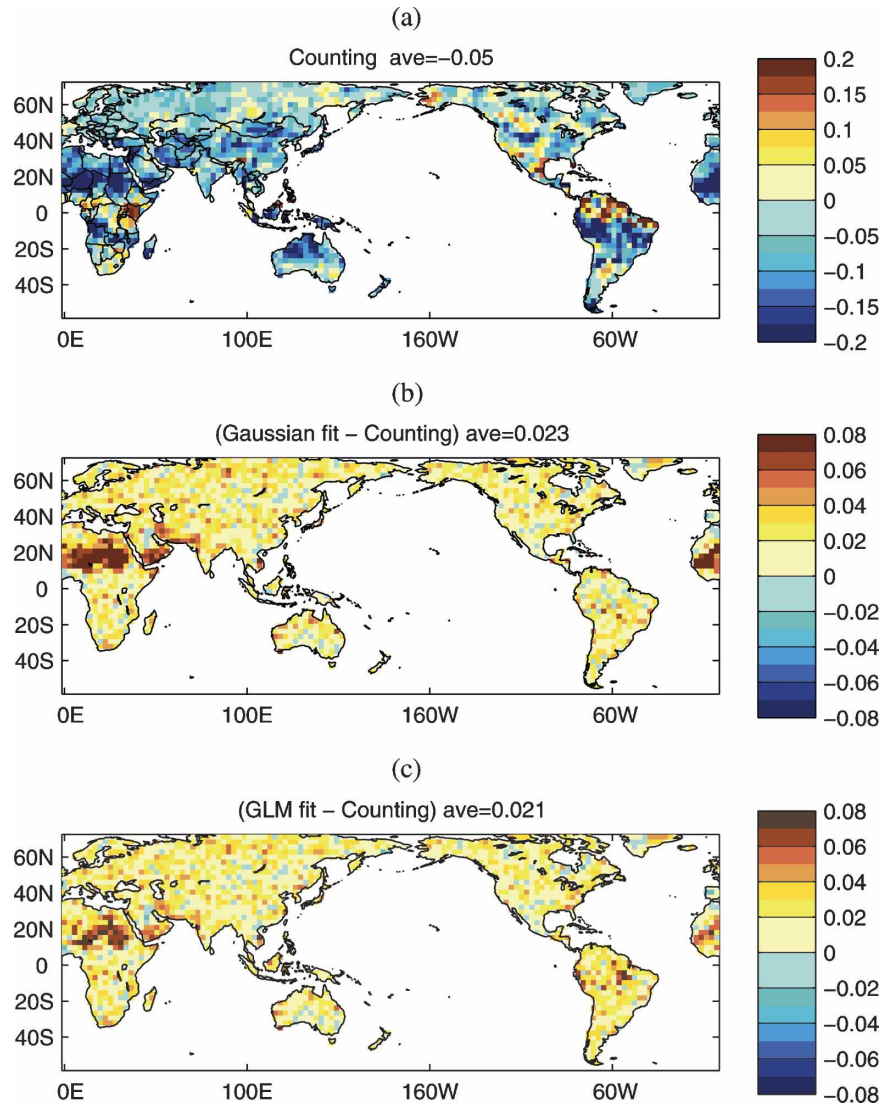 (a)
Counting ave=−0.05
60N
40N
20N
0
20S
40S
0E 100E 160W 60W
0.2
0.15
0.1
0.05
0
−0.05
−0.1
−0.15
−0.2
(b)
(Gaussian fit − Counting) ave=0.023
60N
40N
20N
0
20S
40S
0E 100E 160W 60W
0.08
0.06
0.04
0.02
0
−0.02
−0.04
−0.06
−0.08
(c)
(GLM fit − Counting) ave=0.021
60N
40N
20N
0
20S
40S
0E 100E 160W 60W
0.08
0.06
0.04
0.02
0
−0.02
−0.04
−0.06
−0.08